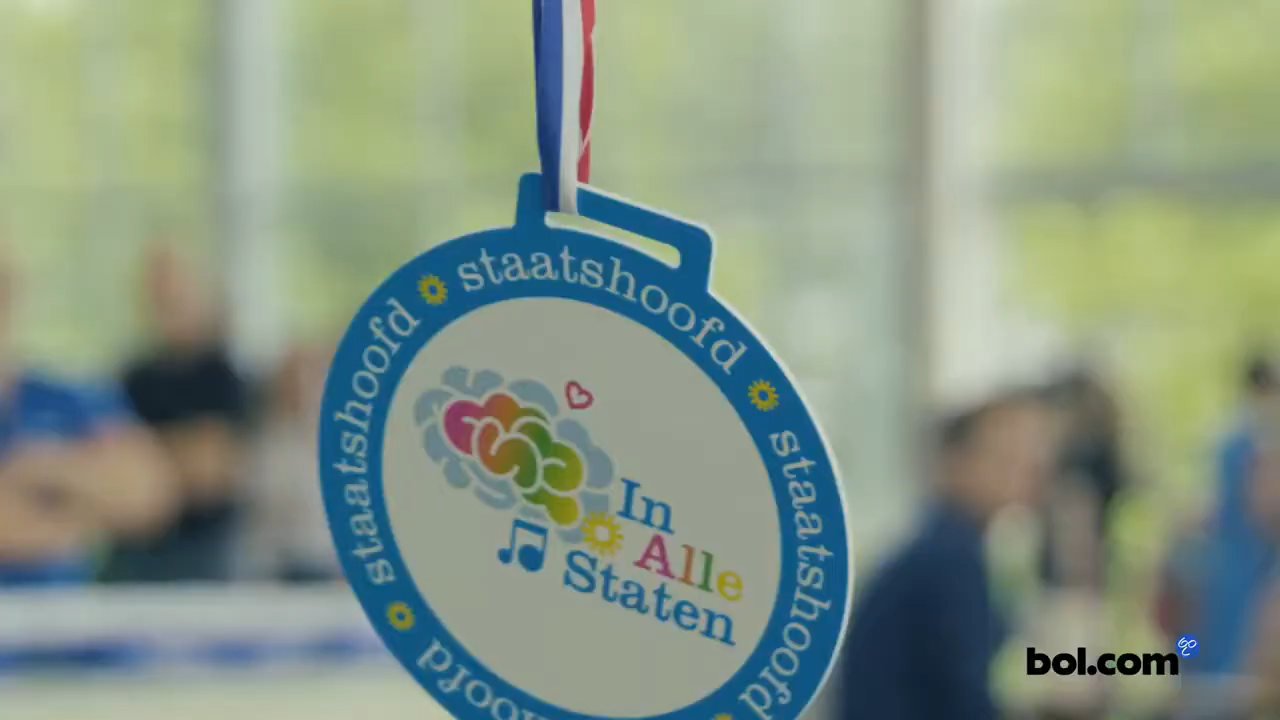 staatshoofd
staatshoofd
staatshoofd
staatshoofd
In
Alle
Staten
bol.com